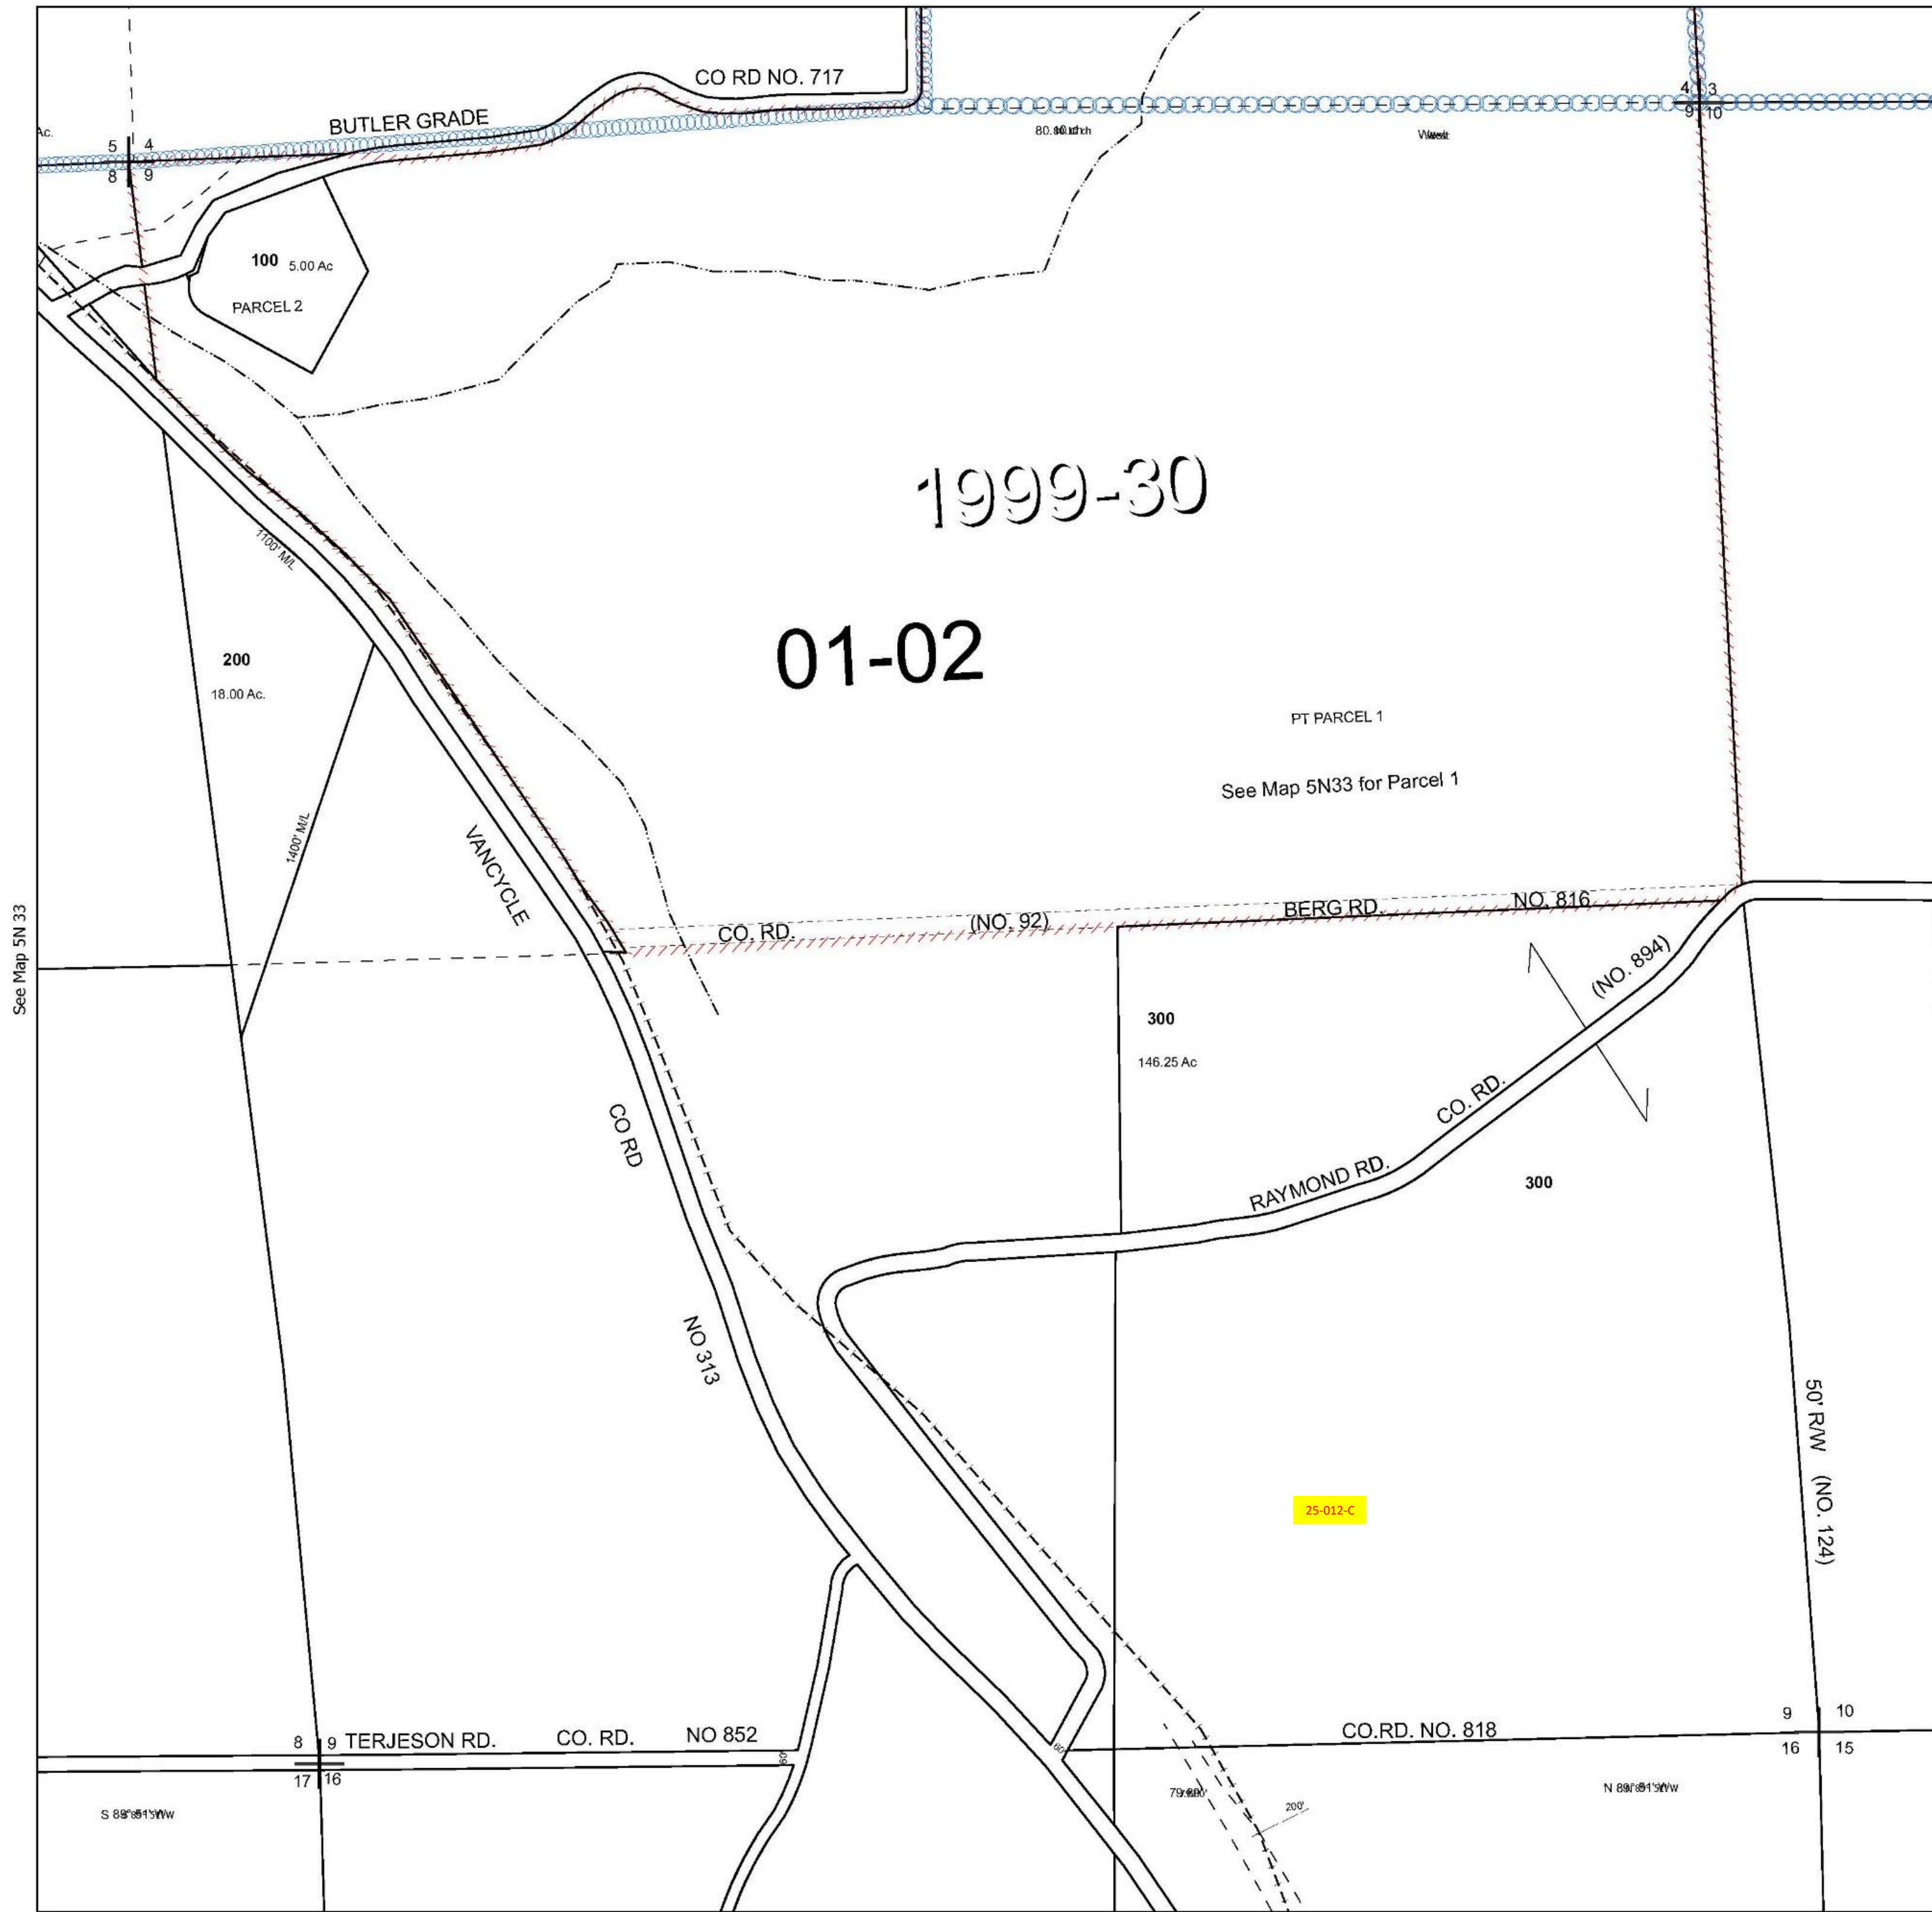 CO RD NO. 717
BUTLER GRADE
4 3
9 10
Ac.
5 4
8 9
100 5.00 Ac
PARCEL 2
1999-30
1100' M/L
01-02
200
18.00 Ac.
PT PARCEL 1
See Map 5N33 for Parcel 1
1400' M/L
VANCYCLE
CO. RD. (NO. 92) BERG RD. NO. 816
See Map 5N 33
(NO. 894)
300
146.25 Ac
CO. RD.
CO RD
RAYMOND RD.
300
NO 313
50' R/W (NO. 124)
25-012-C
9 10
16 15
CO.RD. NO. 818
8 9 TERJESON RD. CO. RD. NO 852
17 16
60'
60'
200'